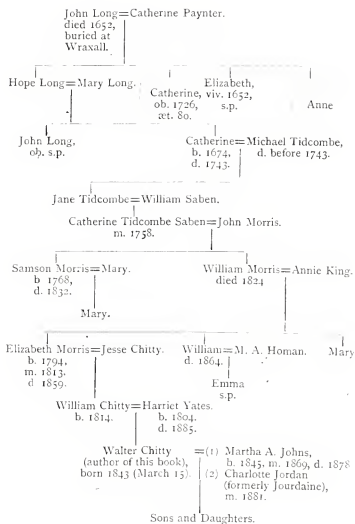 John Long=Catherine Paynter.
died 1652,
buried at
Wraxall.
Hope Long=Mary Long.
Catherine,
ob. 1726,
æt. 80.
Elizabeth,
viv. 1652,
s.p.
Anne
John Long,
ob. s.p.
Catherine=Michael Tidcombe,
b. 1674, d. before 1743.
d. 1743.
Jane Tidcombe=William Saben.
Catherine Tidcombe Saben=John Morris.
m. 1758.
Samson Morris=Mary.
b 1768,
d. 1832.
William Morris=Annie King.
died 1824
Mary.
Elizabeth Morris=Jesse Chitty.
b. 1794,
m. 1813.
d 1859.
William=M. A. Homan.
d. 1864.
Mary
Emma
s.p.
William Chitty=Harriet Yates.
b. 1814. b. 1804.
d. 1885.
Walter Chitty
(author of this book),
born 1843 (March 15).
=(1) Martha A. Johns,
b. 1845, m. 1869, d. 1878
(2) Charlotte Jordan
(formerly Jourdaine),
m. 1881.
Sons and Daughters.